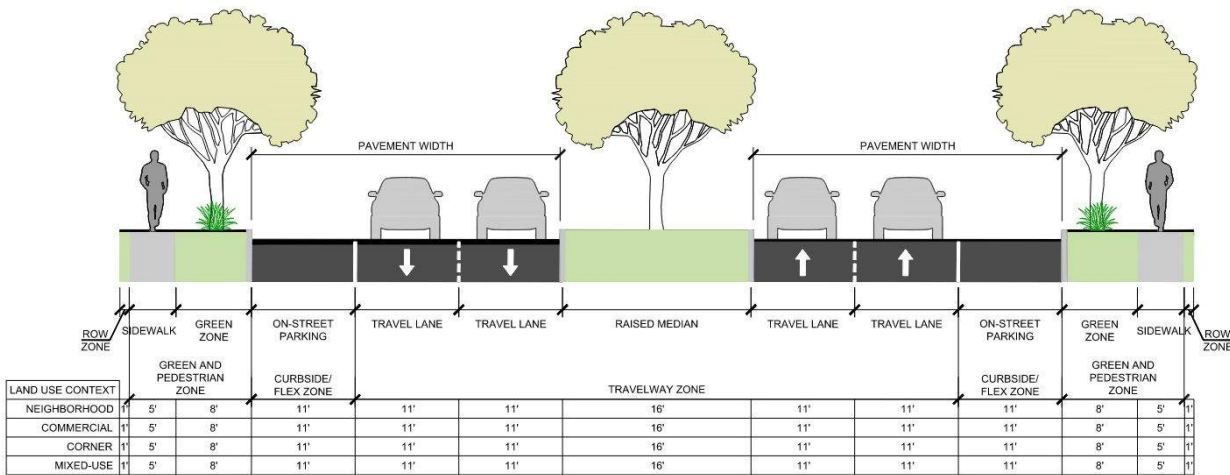 PAVEMENT WIDTH PAVEMENT WIDTH
ROW ZONE SIDEWALK GREEN ZONE ON-STREET PARKING TRAVEL LANE TRAVEL LANE RAISED MEDIAN TRAVEL LANE TRAVEL LANE ON-STREET PARKING GREEN ZONE SIDEWALK ROW ZONE
GREEN AND PEDESTRIAN ZONE CURBSIDE/ FLEX ZONE TRAVELWAY ZONE CURBSIDE/ FLEX ZONE GREEN AND PEDESTRIAN ZONE
LAND USE CONTEXT
NEIGHBORHOOD 1' 5' 8' 11' 11' 11' 16' 11' 11' 11' 8' 5' 1'
COMMERCIAL 1' 5' 8' 11' 11' 11' 16' 11' 11' 11' 8' 5' 1'
CORNER 1' 5' 8' 11' 11' 11' 16' 11' 11' 11' 8' 5' 1'
MIXED-USE 1' 5' 8' 11' 11' 11' 16' 11' 11' 11' 8' 5' 1'